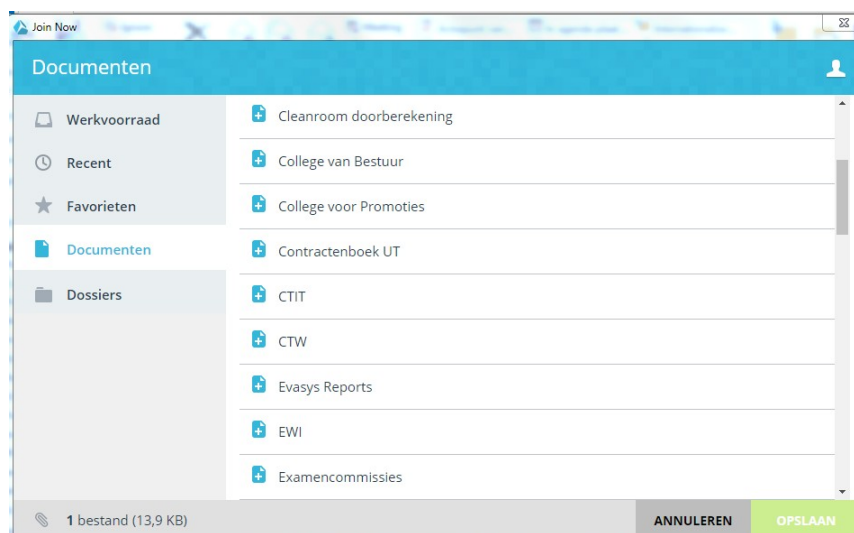 Join Now
Documenten
Werkvoorraad
Recent
Favorieten
Documenten
Dossiers
Cleanroom doorberekening
College van Bestuur
College voor Promoties
Contractenboek UT
CTIT
CTW
Evasys Reports
EWI
Examencommissies
1 bestand (13,9 KB)
ANNULEREN
OPSLAAN